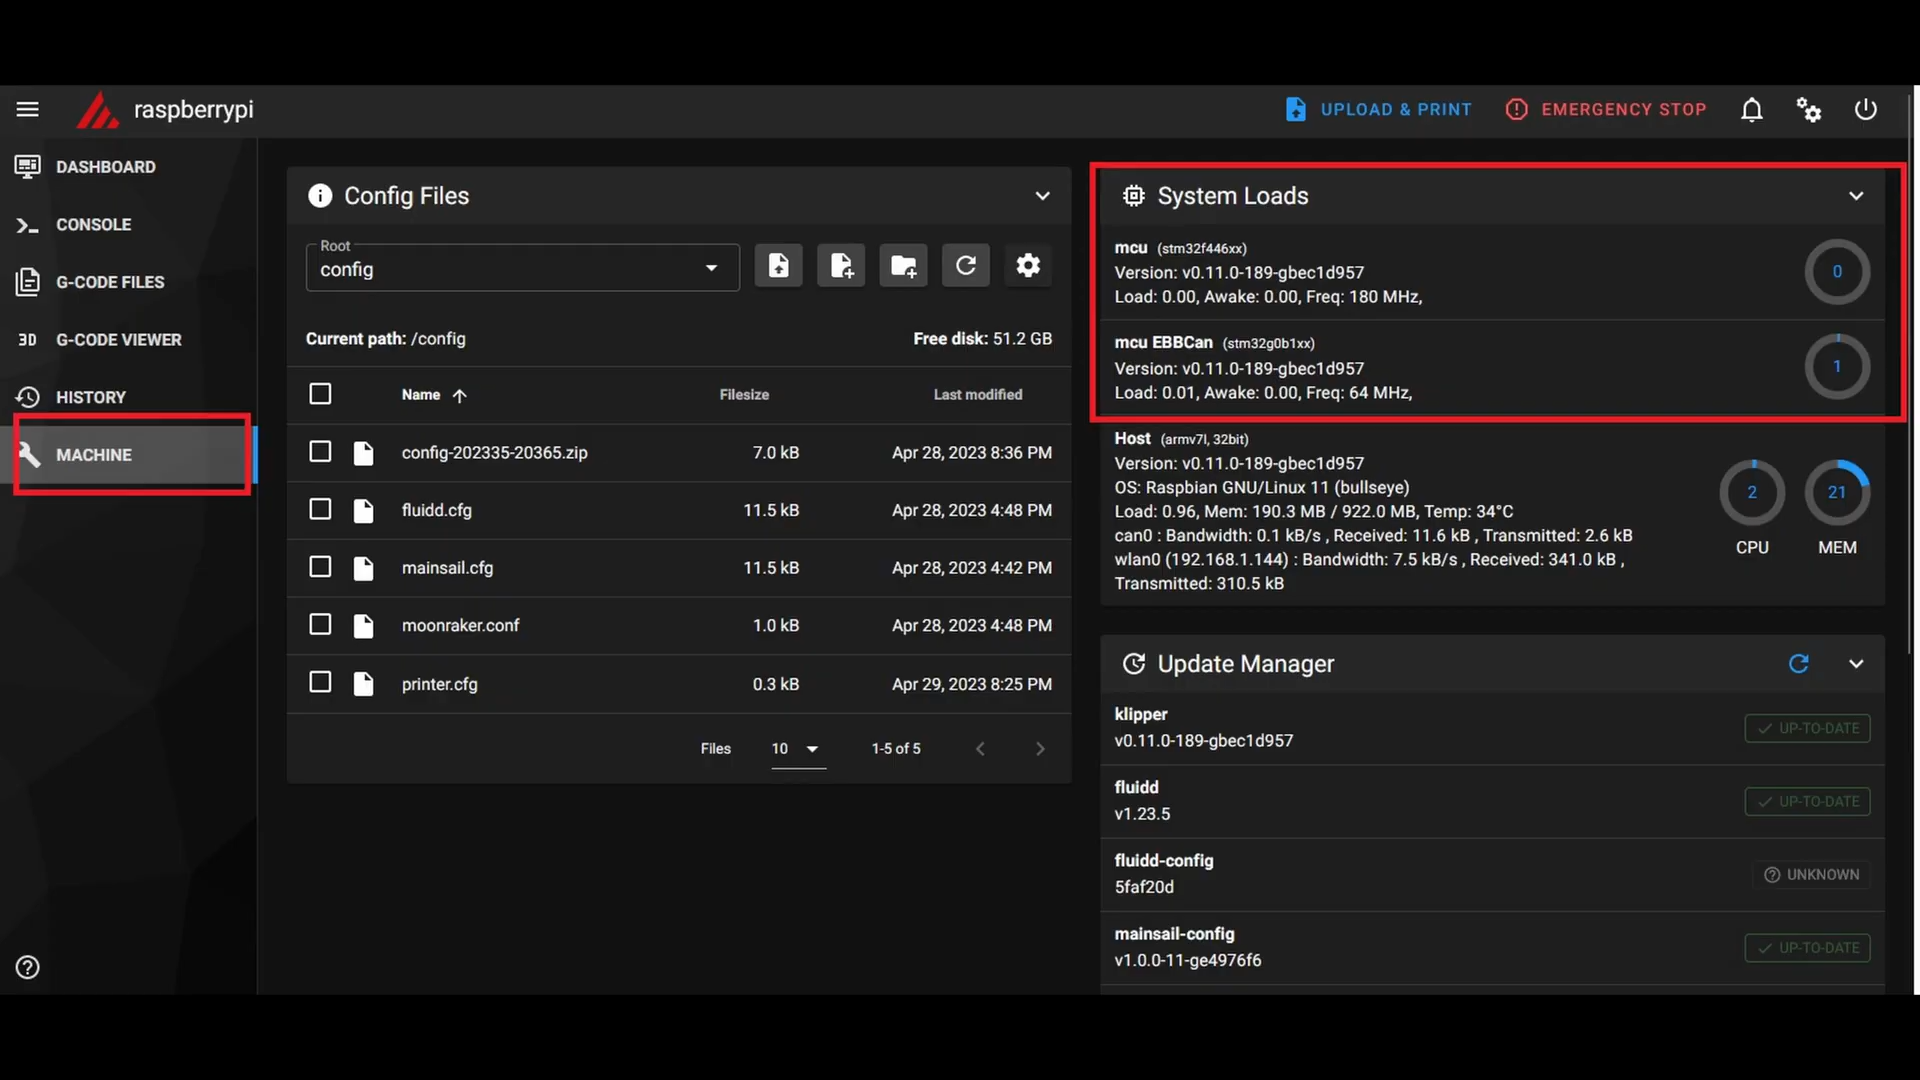 raspberrypi
UPLOAD & PRINT
EMERGENCY STOP
DASHBOARD
CONSOLE
G-CODE FILES
3D G-CODE VIEWER
HISTORY
MACHINE
Config Files
Root
config
Current path: /config
Free disk: 51.2 GB
Name Filesize Last modified
config-202335-20365.zip 7.0 kB Apr 28, 2023 8:36 PM
fluidd.cfg 11.5 kB Apr 28, 2023 4:48 PM
mainsail.cfg 11.5 kB Apr 28, 2023 4:42 PM
moonraker.conf 1.0 kB Apr 28, 2023 4:48 PM
printer.cfg 0.3 kB Apr 29, 2023 8:25 PM
Files 10 1-5 of 5
System Loads
mcu (stm32f446xx)
Version: v0.11.0-189-gbec1d957
Load: 0.00, Awake: 0.00, Freq: 180 MHz,
0
mcu EBBCan (stm32g0b1xx)
Version: v0.11.0-189-gbec1d957
Load: 0.01, Awake: 0.00, Freq: 64 MHz,
1
Host (armv7l, 32bit)
Version: v0.11.0-189-gbec1d957
OS: Raspbian GNU/Linux 11 (bullseye)
Load: 0.96, Mem: 190.3 MB / 922.0 MB, Temp: 34°C
can0 : Bandwidth: 0.1 kB/s , Received: 11.6 kB , Transmitted: 2.6 kB
wlan0 (192.168.1.144) : Bandwidth: 7.5 kB/s , Received: 341.0 kB ,
Transmitted: 310.5 kB
2 21
CPU MEM
Update Manager
klipper
v0.11.0-189-gbec1d957
UP-TO-DATE
fluidd
v1.23.5
UP-TO-DATE
fluidd-config
5faf20d
UNKNOWN
mainsail-config
v1.0.0-11-ge4976f6
UP-TO-DATE